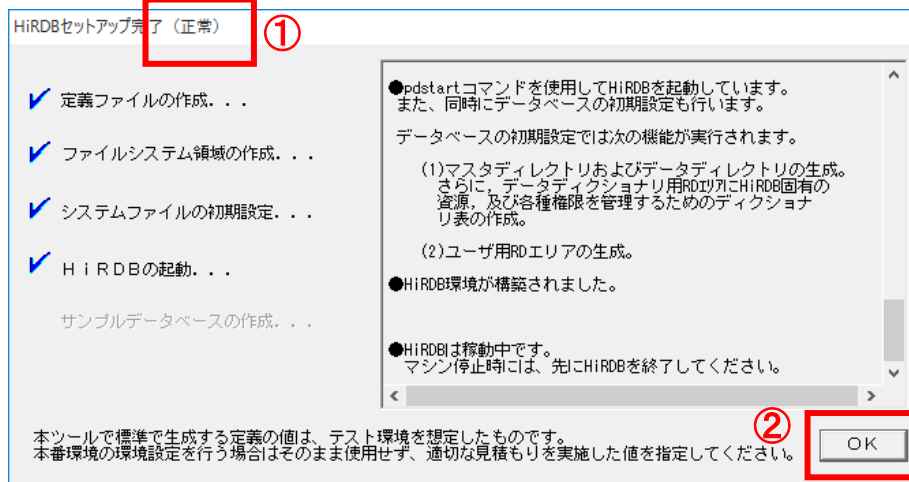 HiRDBセットアップ完了（正常）
①
✔ 定義ファイルの作成．．．
✔ ファイルシステム領域の作成．．．
✔ システムファイルの初期設定．．．
✔ ＨｉＲＤＢの起動．．．
サンプルデータベースの作成．．．
●pdstartコマンドを使用してHiRDBを起動しています。
また、同時にデータベースの初期設定も行います。
データベースの初期設定では次の機能が実行されます。
(1)マスタディレクトリおよびデータディレクトリの生成。
さらに，データディクショナリ用RDｴﾘｱにHiRDB固有の
資源，及び各種権限を管理するためのディクショナ
リ表の作成。
(2)ユーザ用RDエリアの生成。
●HiRDB環境が構築されました。
●HiRDBは稼動中です。
マシン停止時には、先にHiRDBを終了してください。
②
本ツールで標準で生成する定義の値は、テスト環境を想定したものです。
本番環境の環境設定を行う場合はそのまま使用せず、適切な見積もりを実施した値を指定してください。
OK